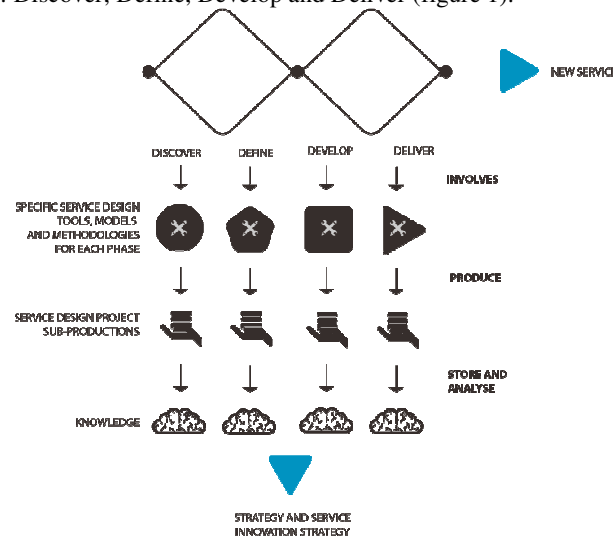 : Discover, Define, Develop and Deliver (figure 1).
NEW SERVICI
DISCOVER DEFINE DEVELOP DELIVER
INVOLVES
SPECIFIC SERVICE DESIGN
TOOLS, MODELS
AND METHODOLOGIES
FOR EACH PHASE
PRODUCE
SERVICE DESIGN PROJECT
SUB-PRODUCTIONS
STORE AND
ANALYSE
KNOWLEDGE
STRATEGY AND SERVICE
INNOVATION STRATEGY